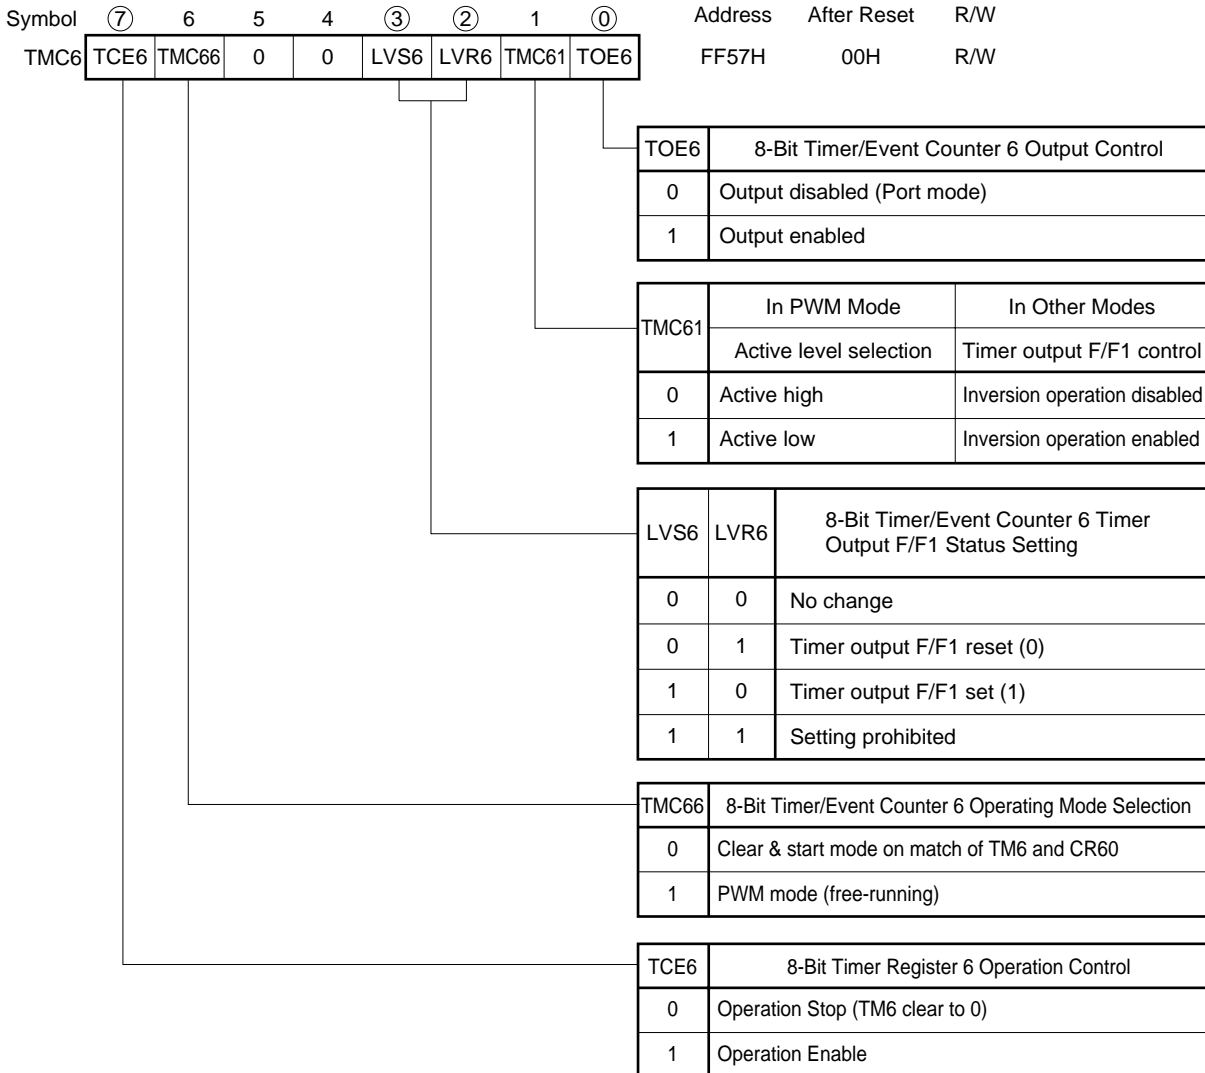 Symbol ⑦ 6 5 4 ③ ② 1 ⓪ Address After Reset R/W
TMC6 TCE6 TMC66 0 0 LVS6 LVR6 TMC61 TOE6 FF57H 00H R/W
TOE6 8-Bit Timer/Event Counter 6 Output Control
0 Output disabled (Port mode)
1 Output enabled
TMC61 In PWM Mode In Other Modes
Active level selection Timer output F/F1 control
0 Active high Inversion operation disabled
1 Active low Inversion operation enabled
LVS6 LVR6 8-Bit Timer/Event Counter 6 Timer
Output F/F1 Status Setting
0 0 No change
0 1 Timer output F/F1 reset (0)
1 0 Timer output F/F1 set (1)
1 1 Setting prohibited
TMC66 8-Bit Timer/Event Counter 6 Operating Mode Selection
0 Clear & start mode on match of TM6 and CR60
1 PWM mode (free-running)
TCE6 8-Bit Timer Register 6 Operation Control
0 Operation Stop (TM6 clear to 0)
1 Operation Enable